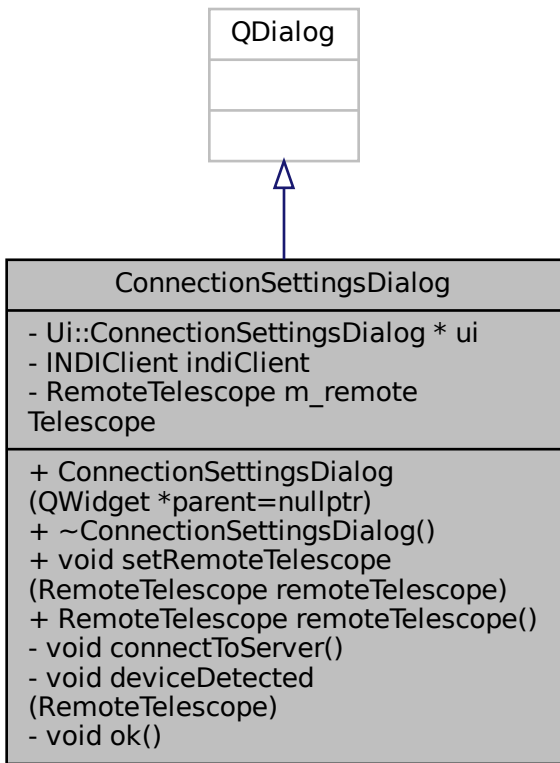 QDialog
ConnectionSettingsDialog
- Ui::ConnectionSettingsDialog * ui
- INDIClient indiClient
- RemoteTelescope m_remote
Telescope
+ ConnectionSettingsDialog
(QWidget *parent=nullptr)
+ ~ConnectionSettingsDialog()
+ void setRemoteTelescope
(RemoteTelescope remoteTelescope)
+ RemoteTelescope remoteTelescope()
- void connectToServer()
- void deviceDetected
(RemoteTelescope)
- void ok()